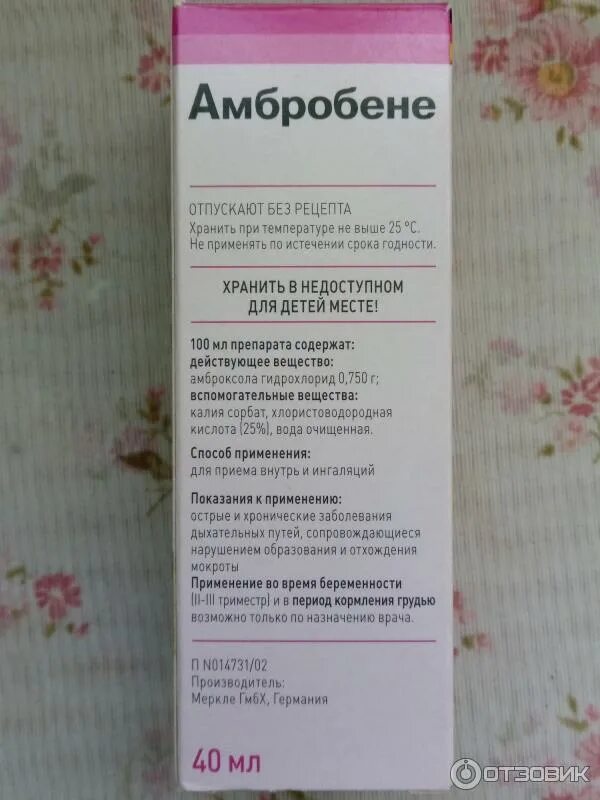 Амбробене
ОТПУСКАЮТ БЕЗ РЕЦЕПТА
Хранить при температуре не выше 25 °С.
Не применять по истечении срока годности.
ХРАНИТЬ В НЕДОСТУПНОМ
ДЛЯ ДЕТЕЙ МЕСТЕ!
100 мл препарата содержат:
действующее вещество:
амброксола гидрохлорид 0,750 г;
вспомогательные вещества:
калия сорбат, хлористоводородная
кислота (25%), вода очищенная.
Способ применения:
для приема внутрь и ингаляций
Показания к применению:
острые и хронические заболевания
дыхательных путей, сопровождающиеся
нарушением образования и отхождения
мокроты
Применение во время беременности
(II-III триместр) и в период кормления грудью
возможно только по назначению врача.
П N014731/02
Производитель:
Меркле ГмбХ, Германия
40 мл
ОТЗОВИК